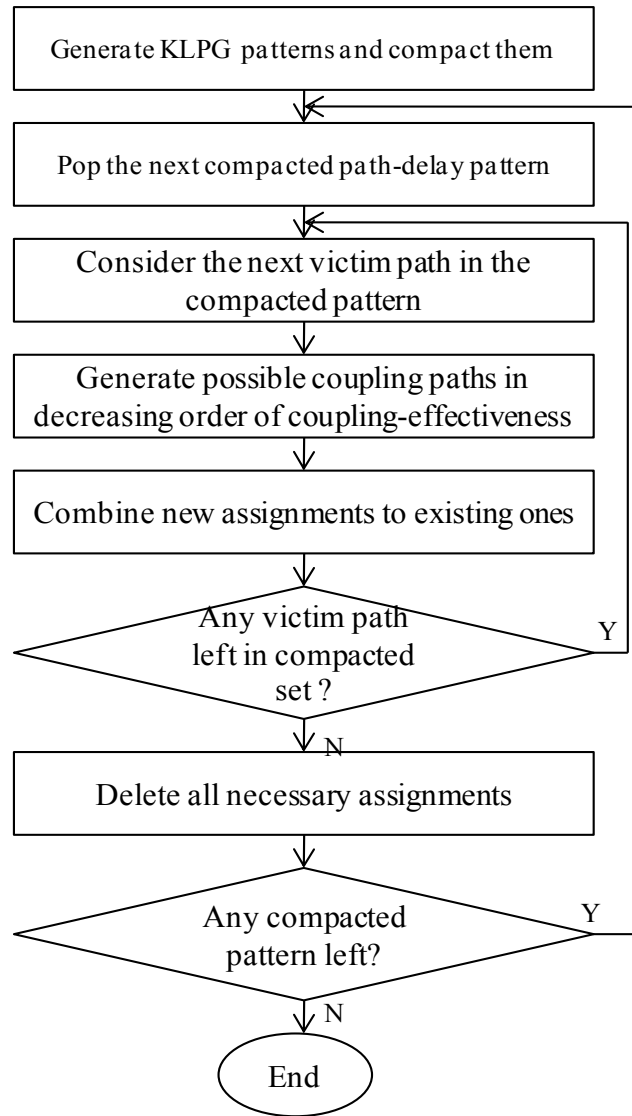 Generate KLPG patterns and compact them
Pop the next compacted path-delay pattern
Consider the next victim path in the
compacted pattern
Generate possible coupling paths in
decreasing order of coupling-effectiveness
Combine new assignments to existing ones
Any victim path
left in compacted
set ?
Y
N
Delete all necessary assignments
Any compacted
pattern left?
Y
N
End